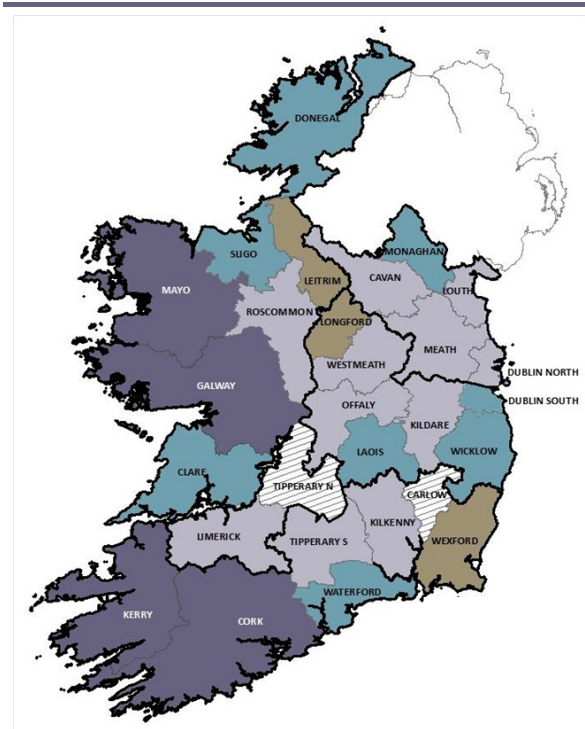 DONEGAL
SLIGO
MONAGHAN
LEITRIM
CAVAN
LOUTH
MAYO
ROSCOMMON
LONGFORD
MEATH
WESTMEATH
DUBLIN NORTH
GALWAY
DUBLIN SOUTH
OFFALY
KILDARE
LAOIS
WICKLOW
CLARE
TIPPERARY N
CARLOW
KILKENNY
LIMERICK
TIPPERARY S
WEXFORD
WATERFORD
KERRY
CORK